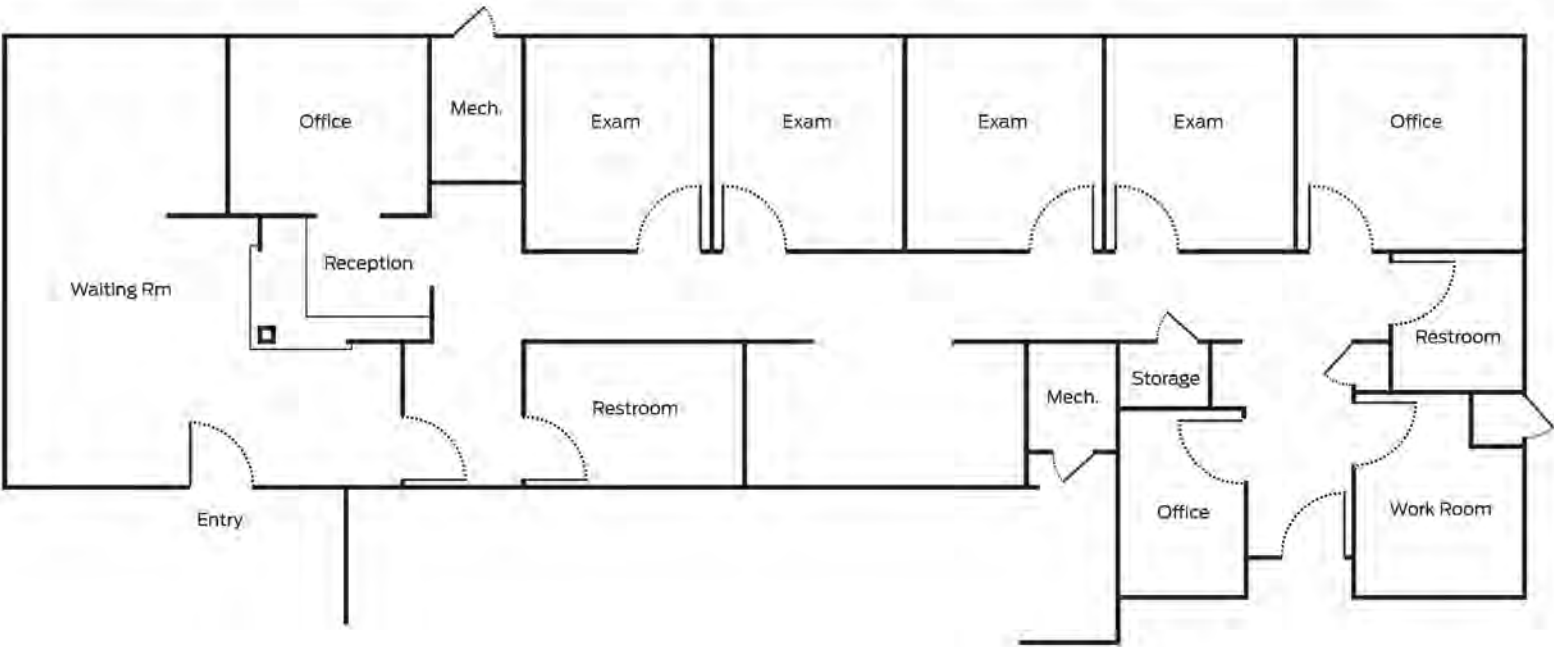 Mech.
Office
Exam
Exam
Exam
Exam
Office
Reception
Waiting Rm
Restroom
Storage
Mech.
Restroom
Entry
Office
Work Room